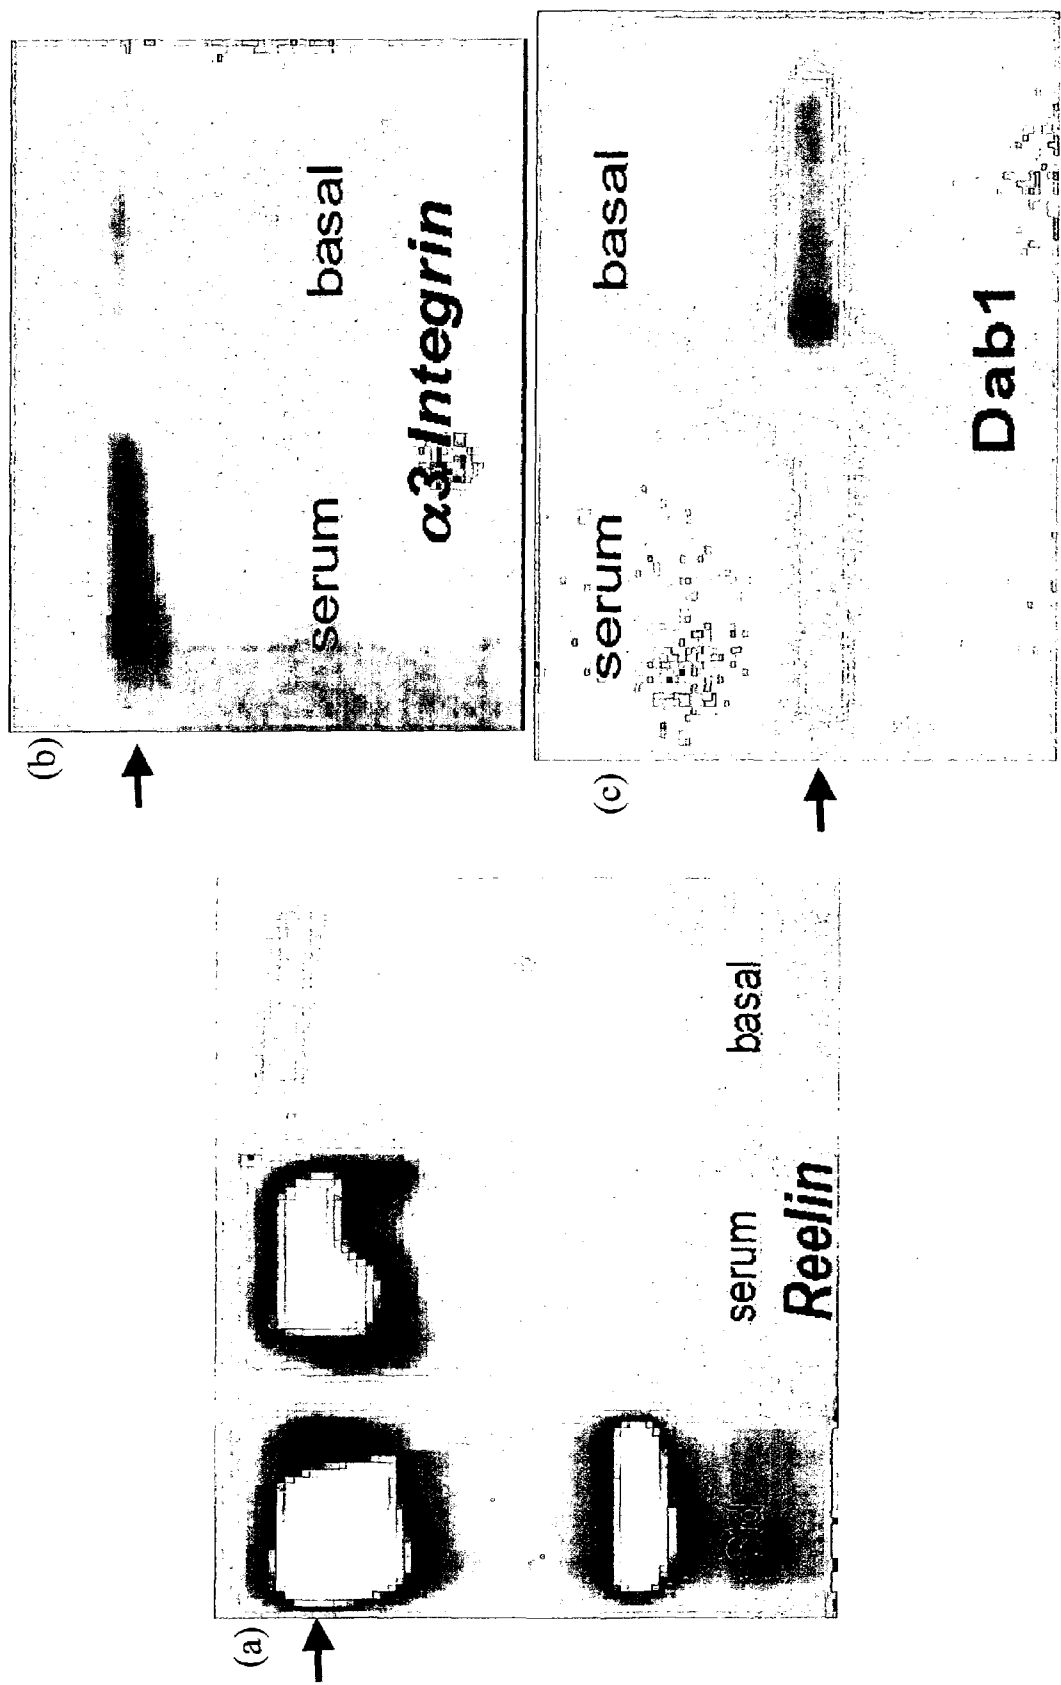 (a)
serum basal
Reelin
(b)
serum basal
α3-Integrin
(c)
serum basal
Dab1